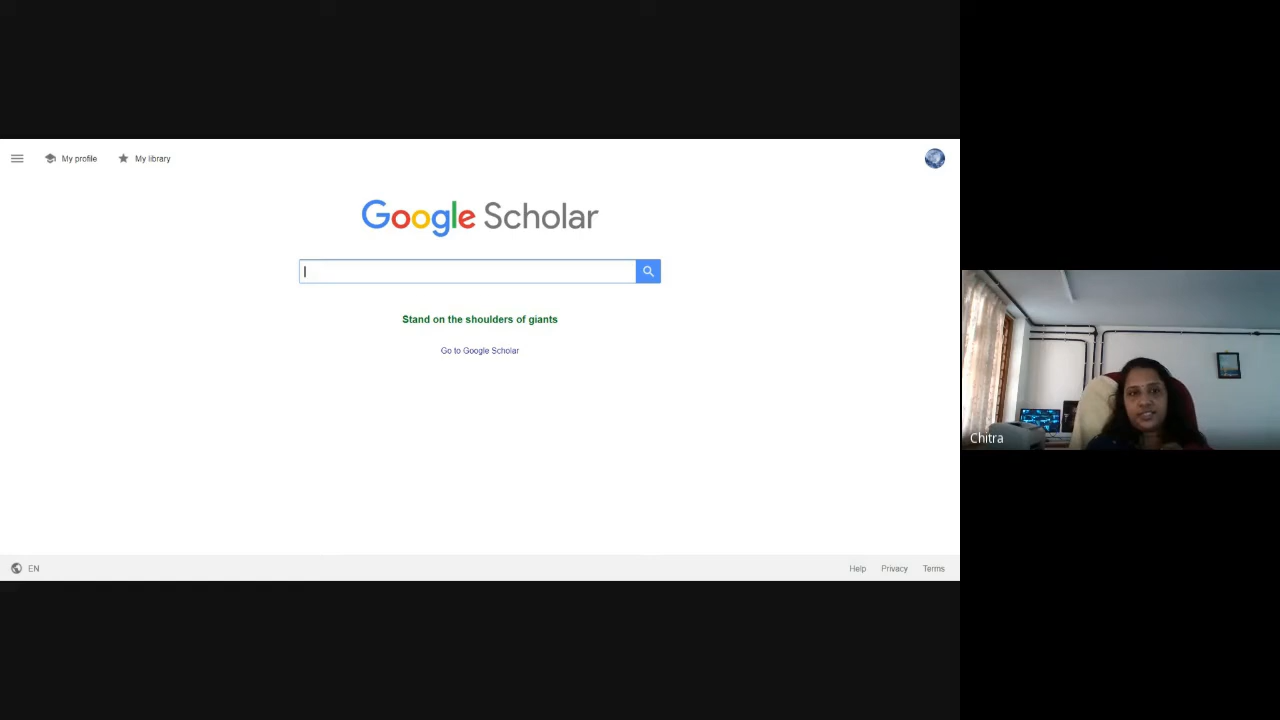 My profile
My library
Google Scholar
Stand on the shoulders of giants
Go to Google Scholar
Chitra
EN
Help
Privacy
Terms